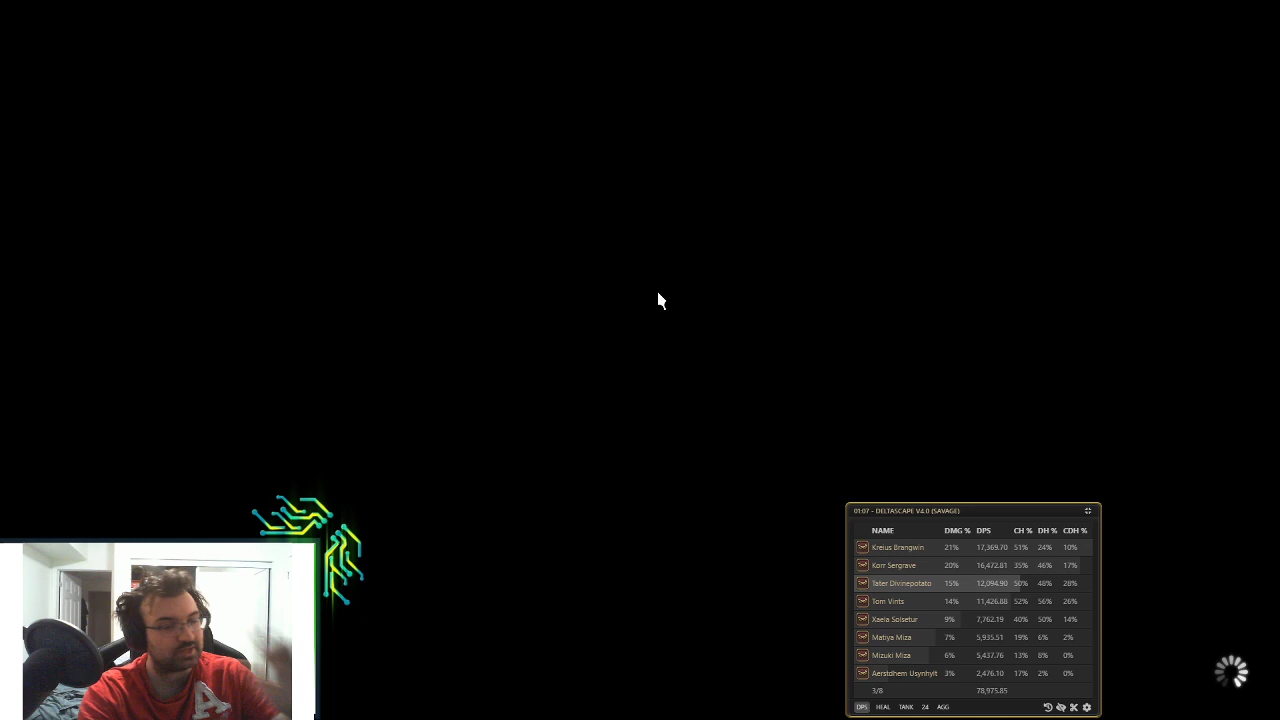 01:07 - DELTASCAPE V4.0 (SAVAGE)
NAME DMG % DPS CH % DH % CDH %
Kreius Brangwin 21% 17,369.70 51% 24% 10%
Korr Sergrave 20% 16,472.81 35% 46% 17%
Tater Divinepotato 15% 12,094.90 50% 48% 28%
Tom Vints 14% 11,426.88 52% 56% 26%
Xaela Solsetur 9% 7,762.19 40% 50% 14%
Matiya Miza 7% 5,935.51 19% 6% 2%
Mizuki Miza 6% 5,437.76 13% 8% 0%
Aerstdhem Usynhylt 3% 2,476.10 17% 2% 0%
3/8 78,975.85
DPS HEAL TANK 24 AGG
A